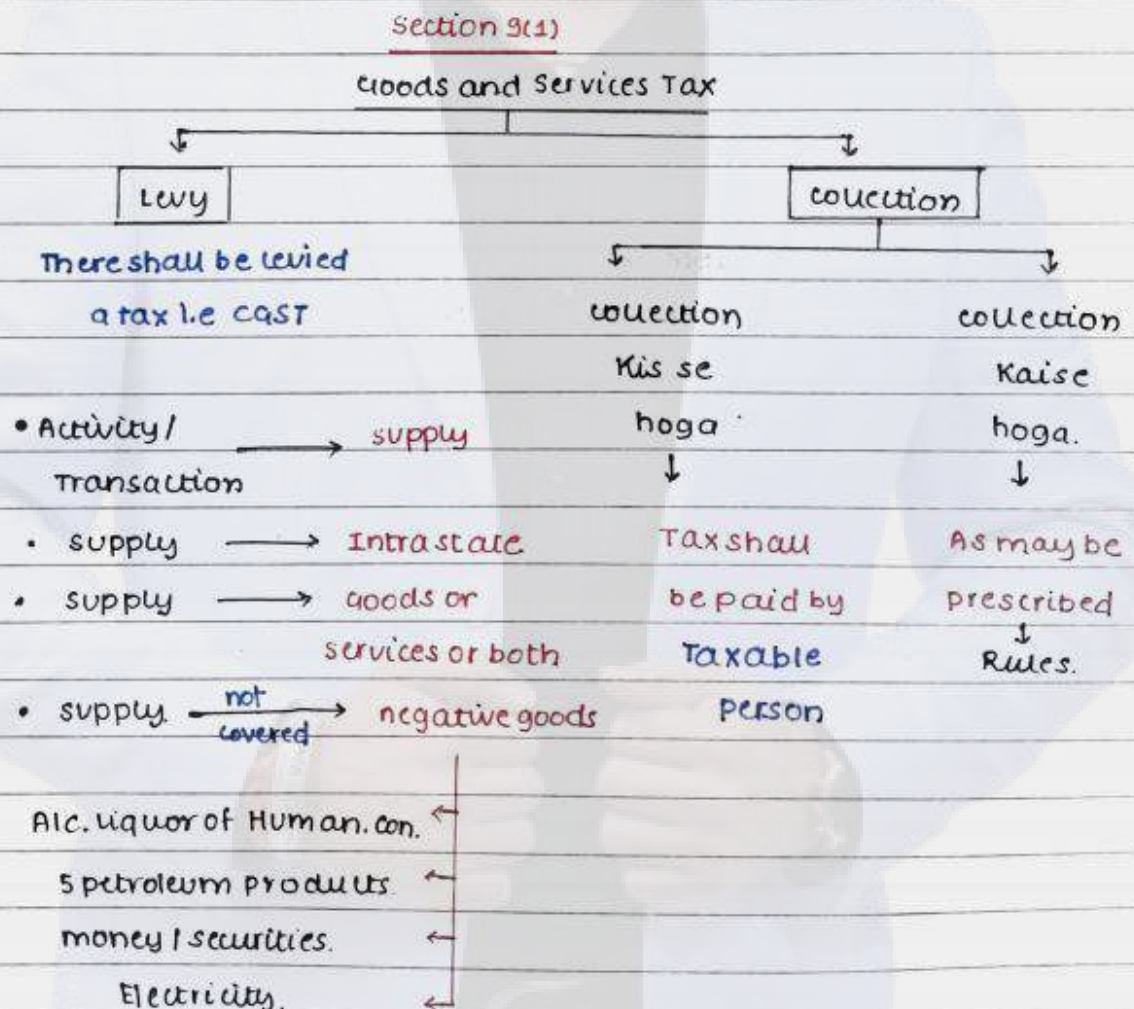 Section 9(1)
Goods and Services Tax
Levy
There shall be levied
a tax i.e CGST
• Activity / → supply
Transaction
• supply → Intrastate
• supply → Goods or
services or both
• supply not covered → negative goods
Alc. liquor of Human. con.
5 petroleum products
money / securities.
Electricity.
collection
collection
Kis se
hoga
↓
Tax shall
be paid by
Taxable
person
collection
Kaise
hoga.
↓
As may be
prescribed
↓
Rules.